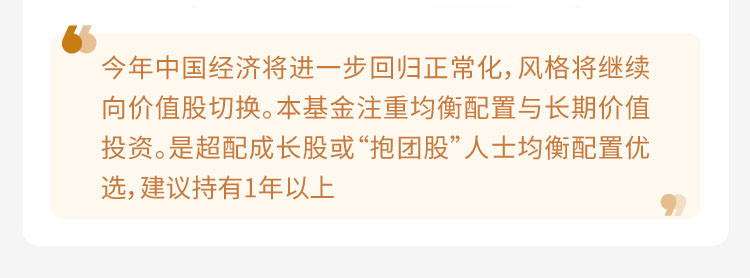 今年中国经济将进一步回归正常化，风格将继续
向价值股切换。本基金注重均衡配置与长期价值
投资。是超配成长股或“抱团股”人士均衡配置优
选，建议持有1年以上